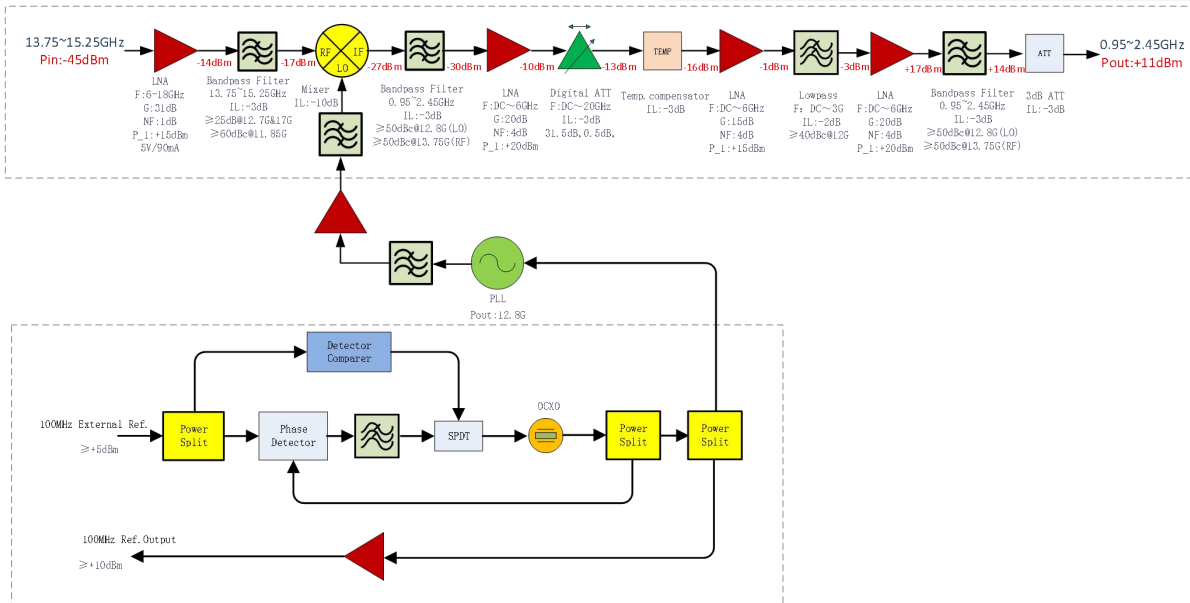 13.75~15.25GHz
Pin:-45dBm
LNA
F:6-18GHz
G:31dB
NF:1dB
P_1:+15dBm
5V/90mA
-14dBm
Bandpass Filter
13.75~15.25GHz
IL:-3dB
≥25dB@12.7G&17G
≥60dBc@11.85G
-17dBm
RF
IF
LO
Mixer
IL:-10dB
-27dBm
Bandpass Filter
0.95~2.45GHz
IL:-3dB
≥50dBc@12.8G(LO)
≥50dBc@13.75G(RF)
-30dBm
LNA
F:DC~6GHz
G:20dB
NF:4dB
P_1:+20dBm
-10dBm
Digital ATT
F:DC~20GHz
IL:-3dB
31.5dB,0.5dB,
-13dBm
TEMP
Temp.compensator
IL:-3dB
-16dBm
LNA
F:DC~6GHz
G:15dB
NF:4dB
P_1:+15dBm
-1dBm
Lowpass
F: DC~3G
IL:-2dB
≥40dBc@12G
-3dBm
LNA
F:DC~6GHz
G:20dB
NF:4dB
P_1:+20dBm
+17dBm
Bandpass Filter
0.95~2.45GHz
IL:-3dB
≥50dBc@12.8G(LO)
≥50dBc@13.75G(RF)
+14dBm
ATT
3dB ATT
IL:-3dB
0.95~2.45GHz
Pout:+11dBm
PLL
Pout:12.8G
Detector
Comparer
100MHz External Ref.
≥+5dBm
Power
Split
Phase
Detector
SPDT
OCXO
Power
Split
Power
Split
100MHz Ref.Output
≥+10dBm